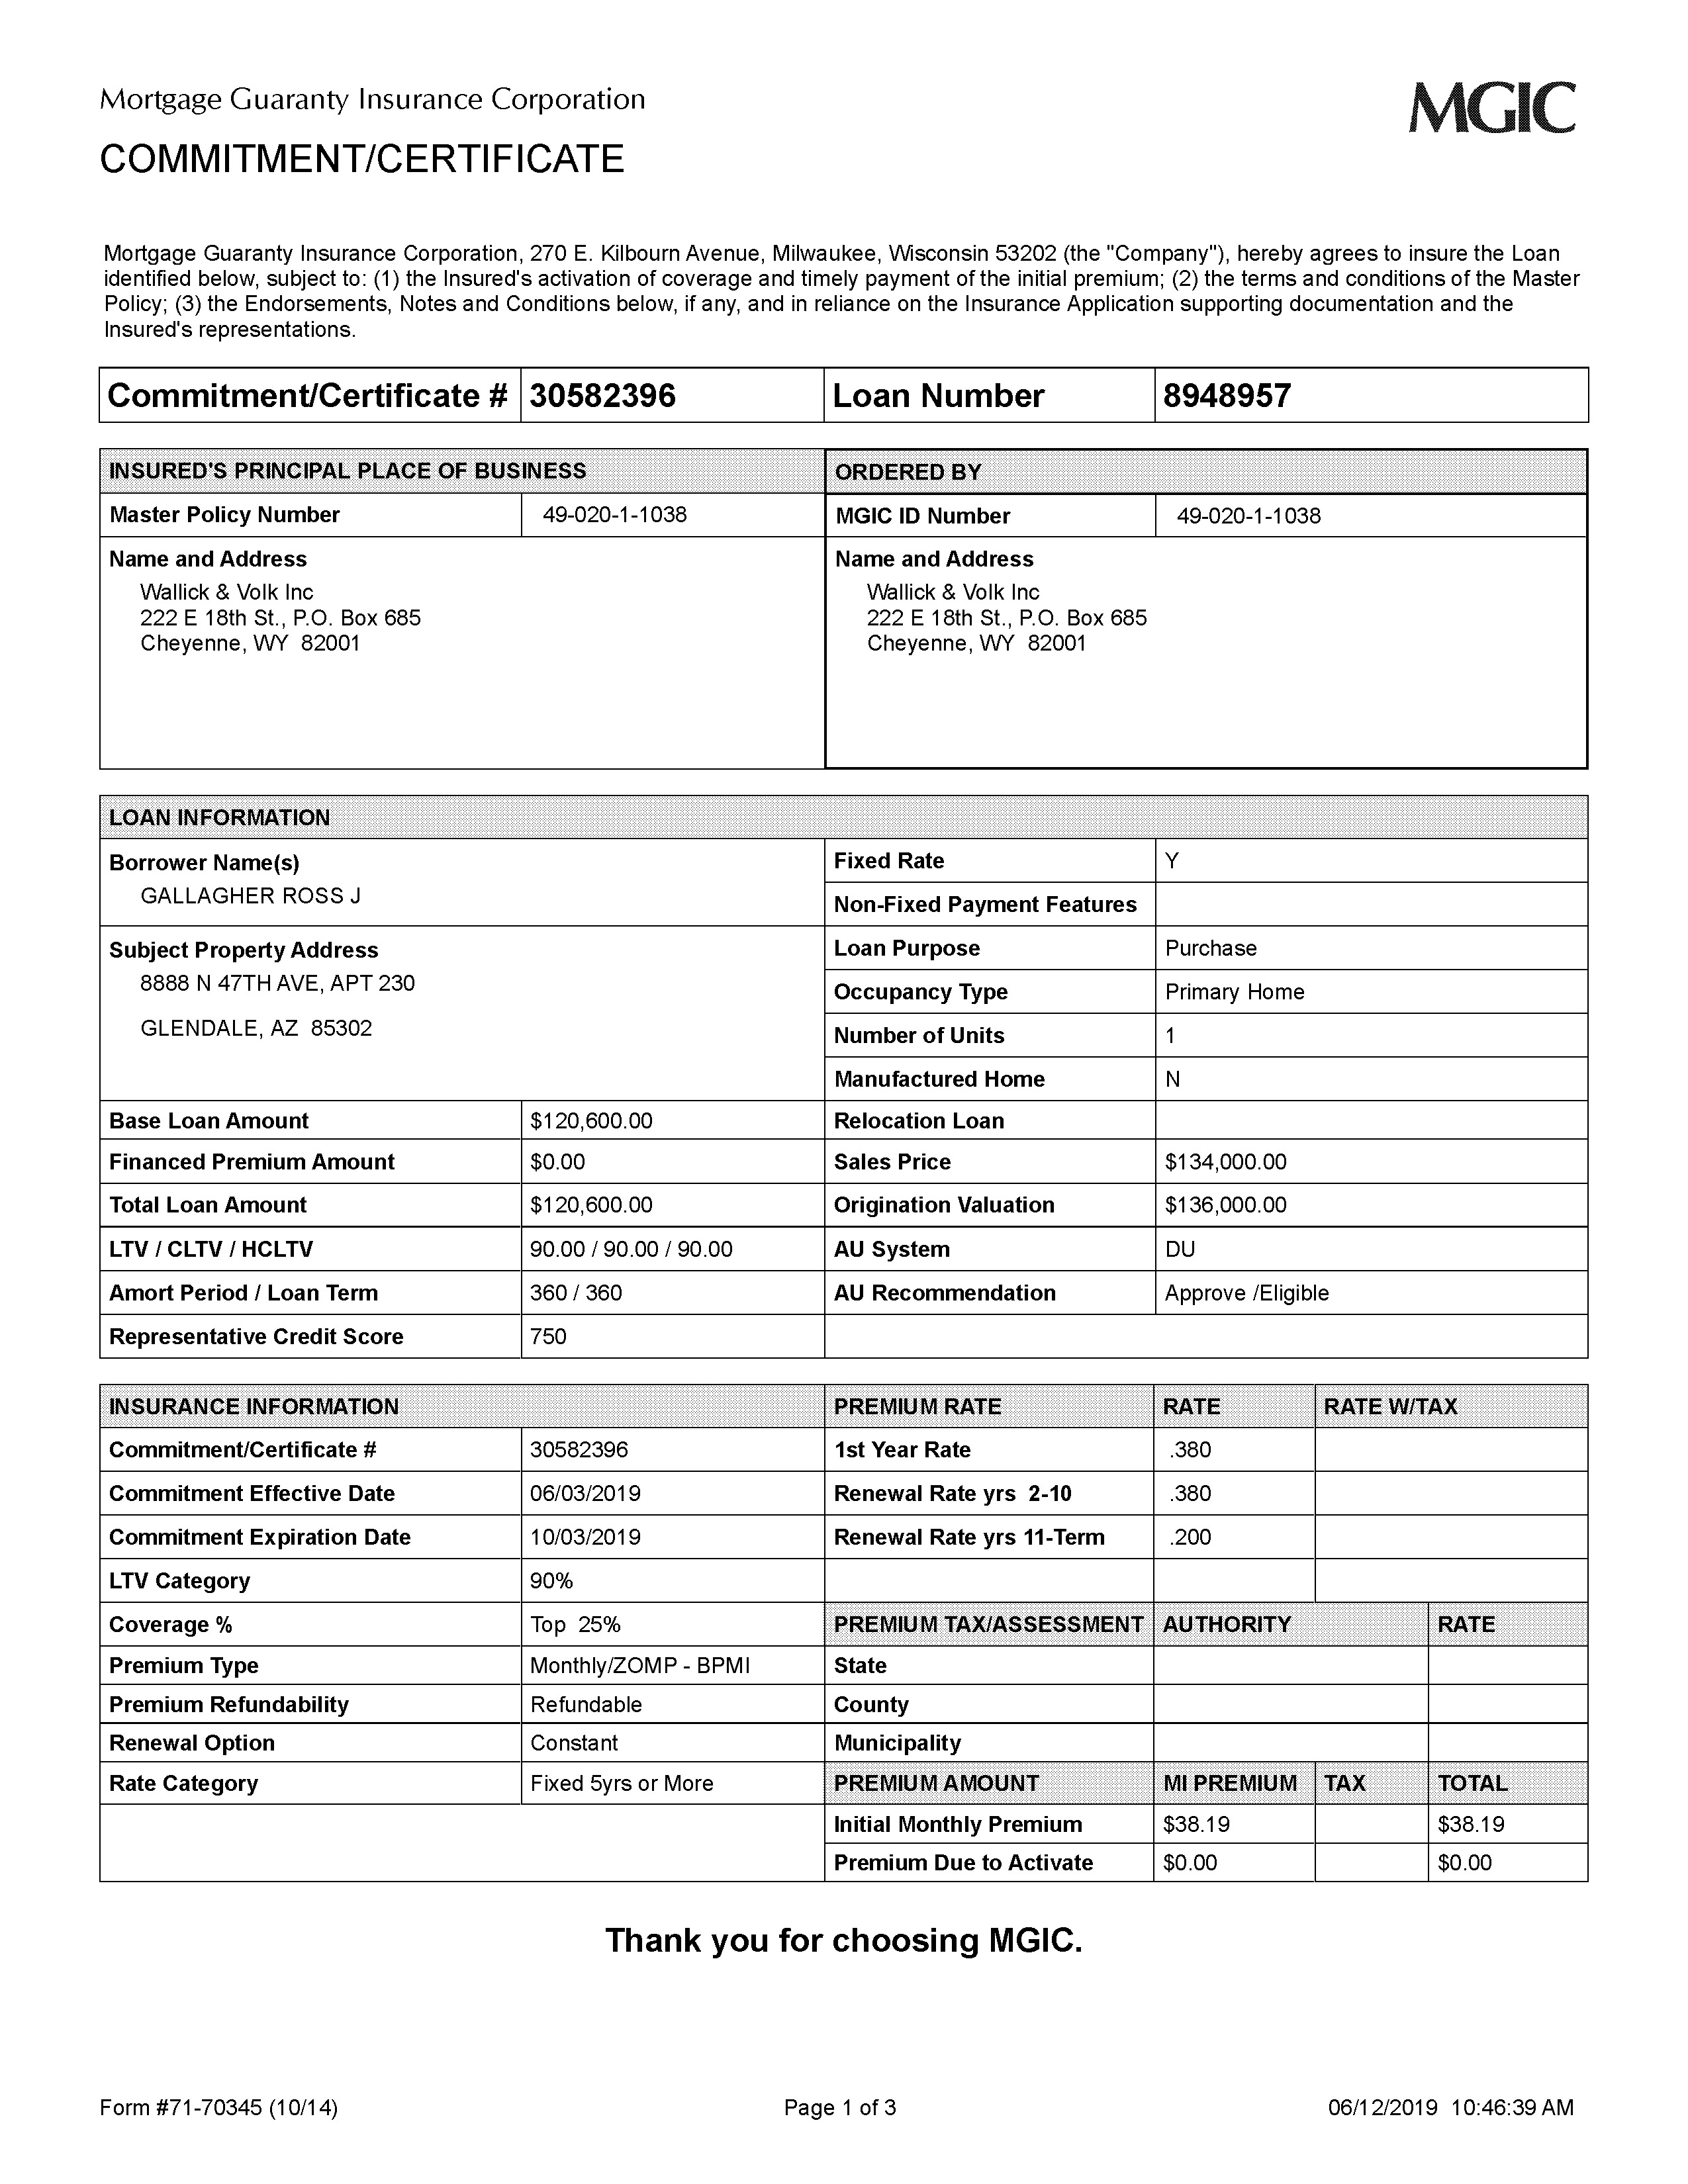 Mortgage Guaranty Insurance Corporation
MGIC
COMMITMENT/CERTIFICATE
Mortgage Guaranty Insurance Corporation, 270 E. Kilbourn Avenue, Milwaukee, Wisconsin 53202 (the "Company"), hereby agrees to insure the Loan
identified below, subject to: (1) the Insured's activation of coverage and timely payment of the initial premium; (2) the terms and conditions of the Master
Policy; (3) the Endorsements, Notes and Conditions below, if any, and in reliance on the Insurance Application supporting documentation and the
Insured's representations.
Commitment/Certificate # 30582396 Loan Number 8948957
INSURED'S PRINCIPAL PLACE OF BUSINESS
Master Policy Number 49-020-1-1038
Name and Address
Wallick & Volk Inc
222 E 18th St., P.O. Box 685
Cheyenne, WY 82001
ORDERED BY
MGIC ID Number 49-020-1-1038
Name and Address
Wallick & Volk Inc
222 E 18th St., P.O. Box 685
Cheyenne, WY 82001
LOAN INFORMATION
Borrower Name(s)
GALLAGHER ROSS J
Subject Property Address
8888 N 47TH AVE, APT 230
GLENDALE, AZ 85302
Fixed Rate Y
Non-Fixed Payment Features
Loan Purpose Purchase
Occupancy Type Primary Home
Number of Units 1
Manufactured Home N
Base Loan Amount $120,600.00 Relocation Loan
Financed Premium Amount $0.00 Sales Price $134,000.00
Total Loan Amount $120,600.00 Origination Valuation $136,000.00
LTV / CLTV / HCLTV 90.00 / 90.00 / 90.00 AU System DU
Amort Period / Loan Term 360 / 360 AU Recommendation Approve /Eligible
Representative Credit Score 750
INSURANCE INFORMATION PREMIUM RATE RATE RATE W/TAX
Commitment/Certificate # 30582396 1st Year Rate .380
Commitment Effective Date 06/03/2019 Renewal Rate yrs 2-10 .380
Commitment Expiration Date 10/03/2019 Renewal Rate yrs 11-Term .200
LTV Category 90%
Coverage % Top 25% PREMIUM TAX/ASSESSMENT AUTHORITY RATE
Premium Type Monthly/ZOMP - BPMI State
Premium Refundability Refundable County
Renewal Option Constant Municipality
Rate Category Fixed 5yrs or More PREMIUM AMOUNT MI PREMIUM TAX TOTAL
Initial Monthly Premium $38.19 $38.19
Premium Due to Activate $0.00 $0.00
Thank you for choosing MGIC.
Form #71-70345 (10/14) Page 1 of 3 06/12/2019 10:46:39 AM